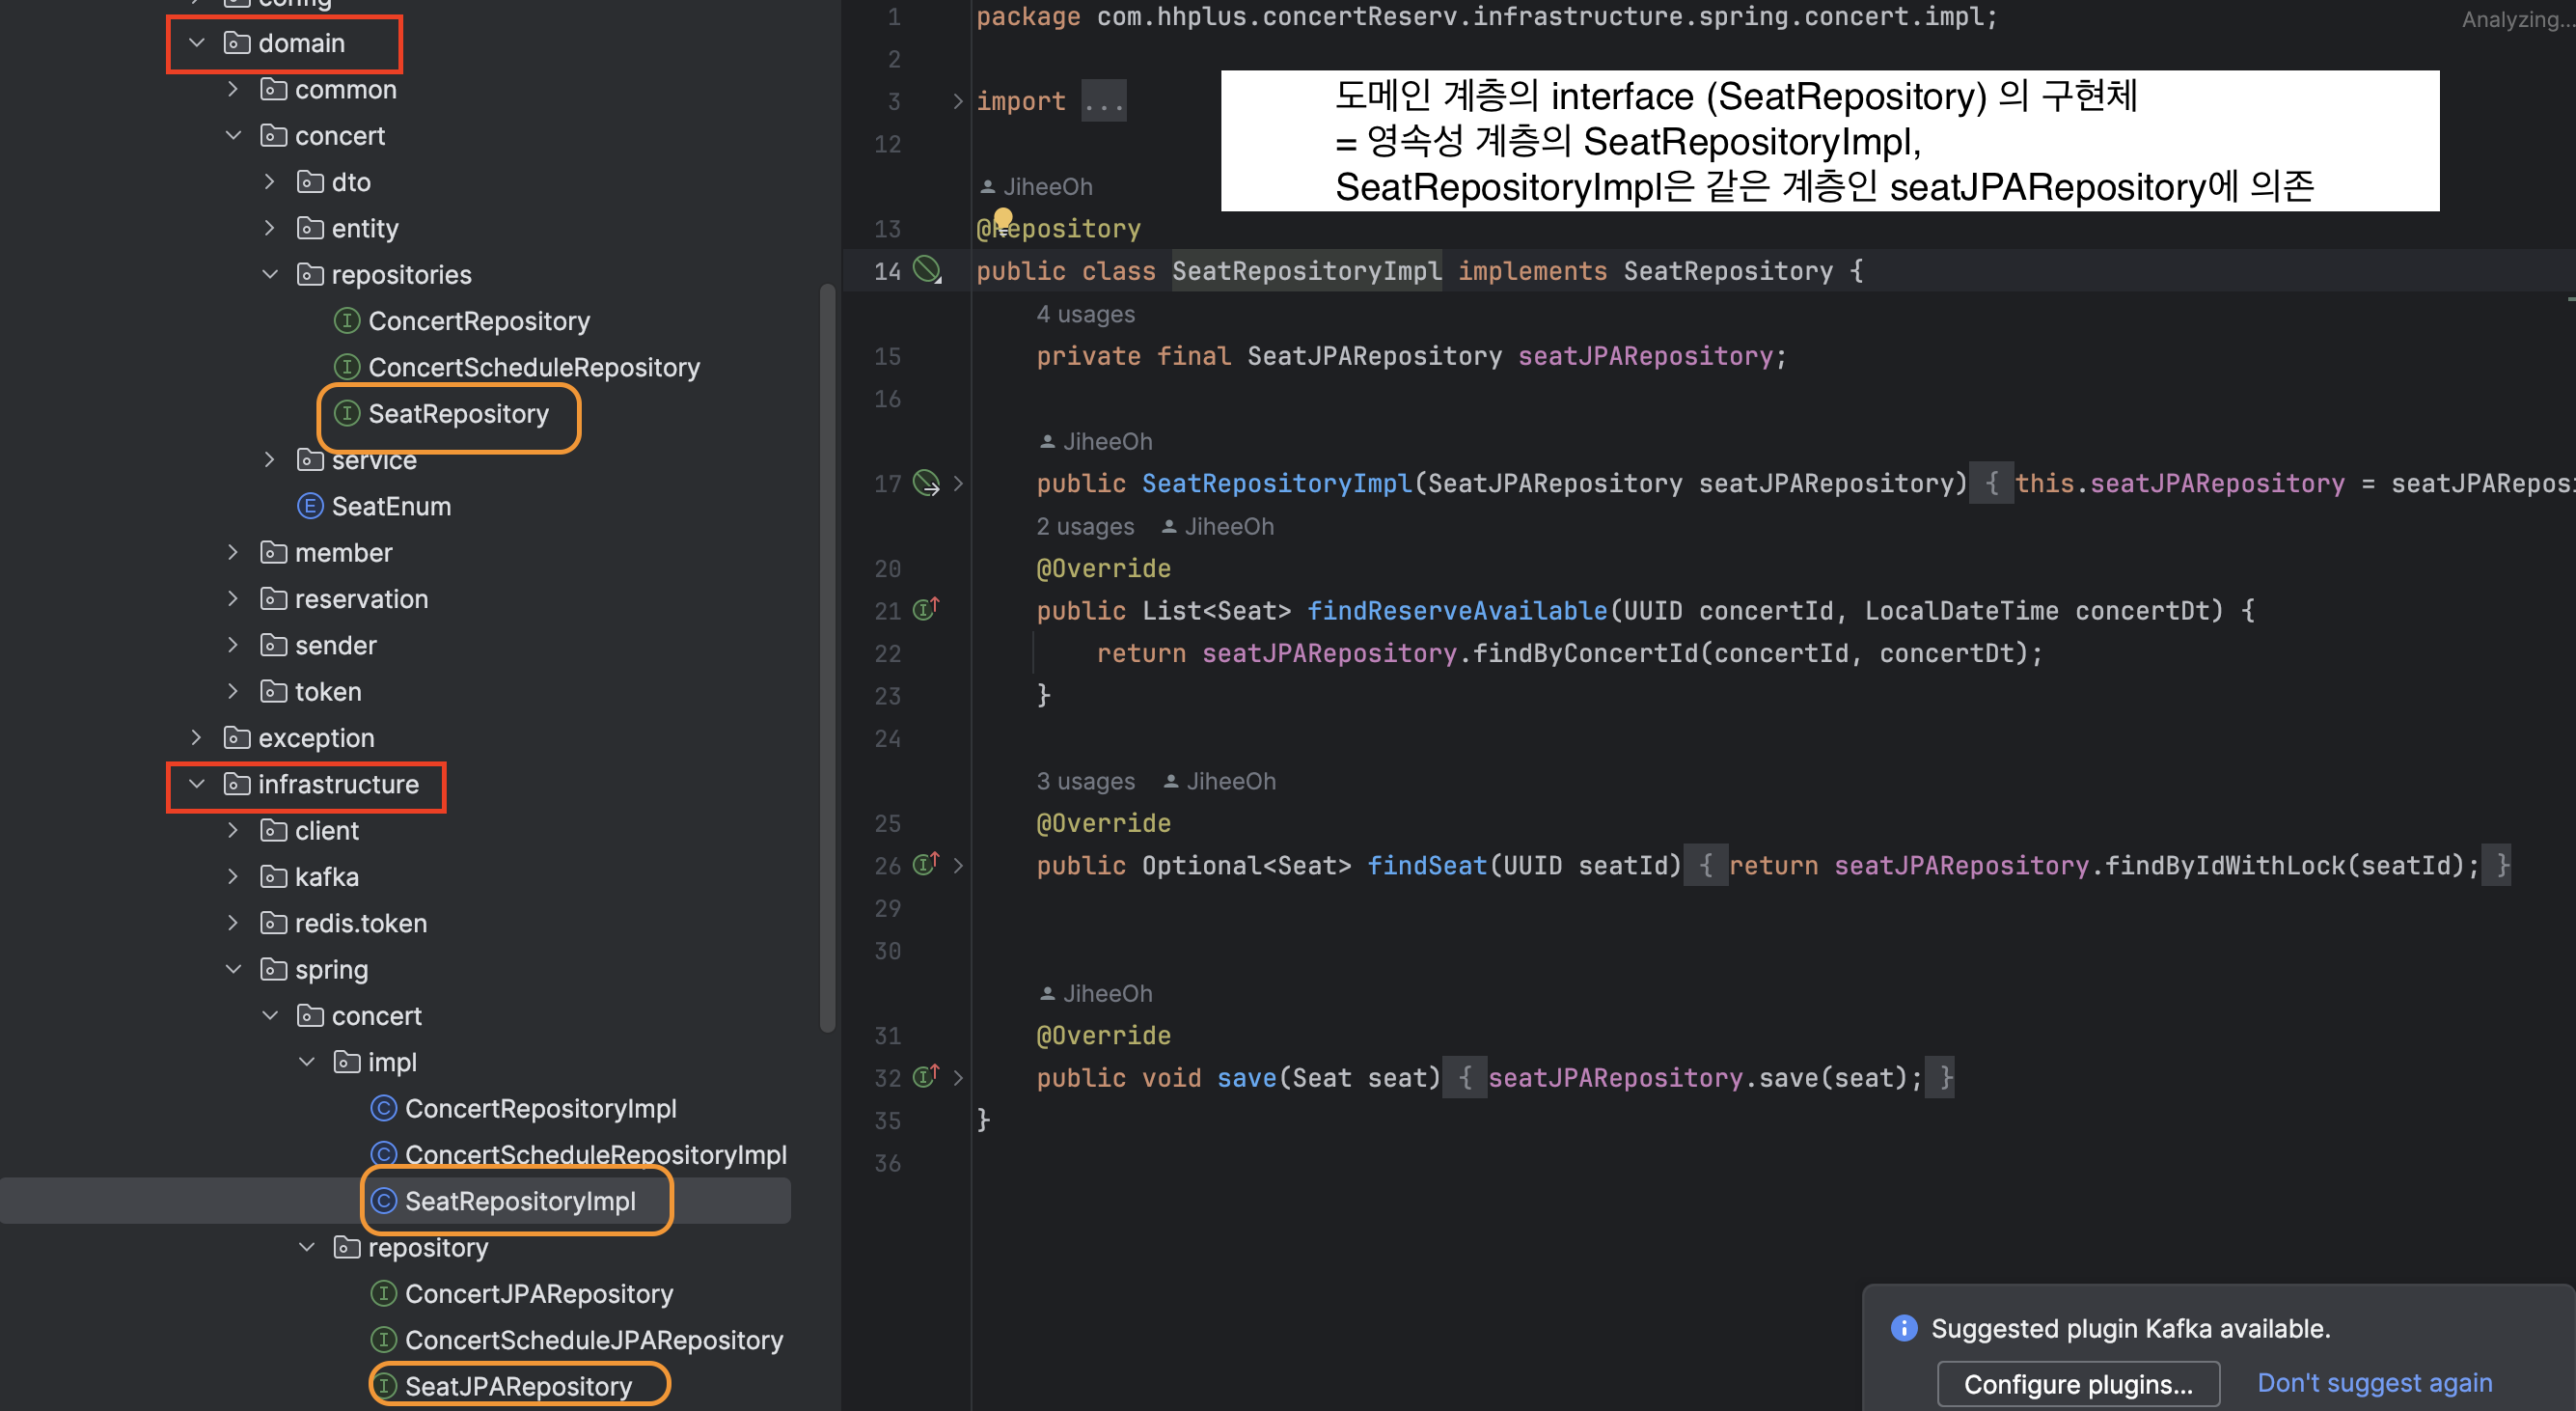 config
domain
common
concert
dto
entity
repositories
ConcertRepository
ConcertScheduleRepository
SeatRepository
service
SeatEnum
member
reservation
sender
token
exception
infrastructure
client
kafka
redis.token
spring
concert
impl
ConcertRepositoryImpl
ConcertScheduleRepositoryImpl
SeatRepositoryImpl
repository
ConcertJPARepository
ConcertScheduleJPARepository
SeatJPARepository
1 package com.hhplus.concertReserv.infrastructure.spring.concert.impl;
Analyzing...
2
3 import ...
12
도메인 계층의 interface (SeatRepository) 의 구현체
= 영속성 계층의 SeatRepositoryImpl,
SeatRepositoryImpl은 같은 계층인 seatJPARepository에 의존
JiheeOh
13 @Repository
14 public class SeatRepositoryImpl implements SeatRepository {
4 usages
15 private final SeatJPARepository seatJPARepository;
16
JiheeOh
17 public SeatRepositoryImpl(SeatJPARepository seatJPARepository) { this.seatJPARepository = seatJPAReposi
2 usages JiheeOh
20 @Override
21 public List<Seat> findReserveAvailable(UUID concertId, LocalDateTime concertDt) {
22 return seatJPARepository.findByConcertId(concertId, concertDt);
23 }
24
3 usages JiheeOh
25 @Override
26 public Optional<Seat> findSeat(UUID seatId) { return seatJPARepository.findByIdWithLock(seatId); }
29
30
JiheeOh
31 @Override
32 public void save(Seat seat) { seatJPARepository.save(seat); }
35 }
36
Suggested plugin Kafka available.
Configure plugins... Don't suggest again